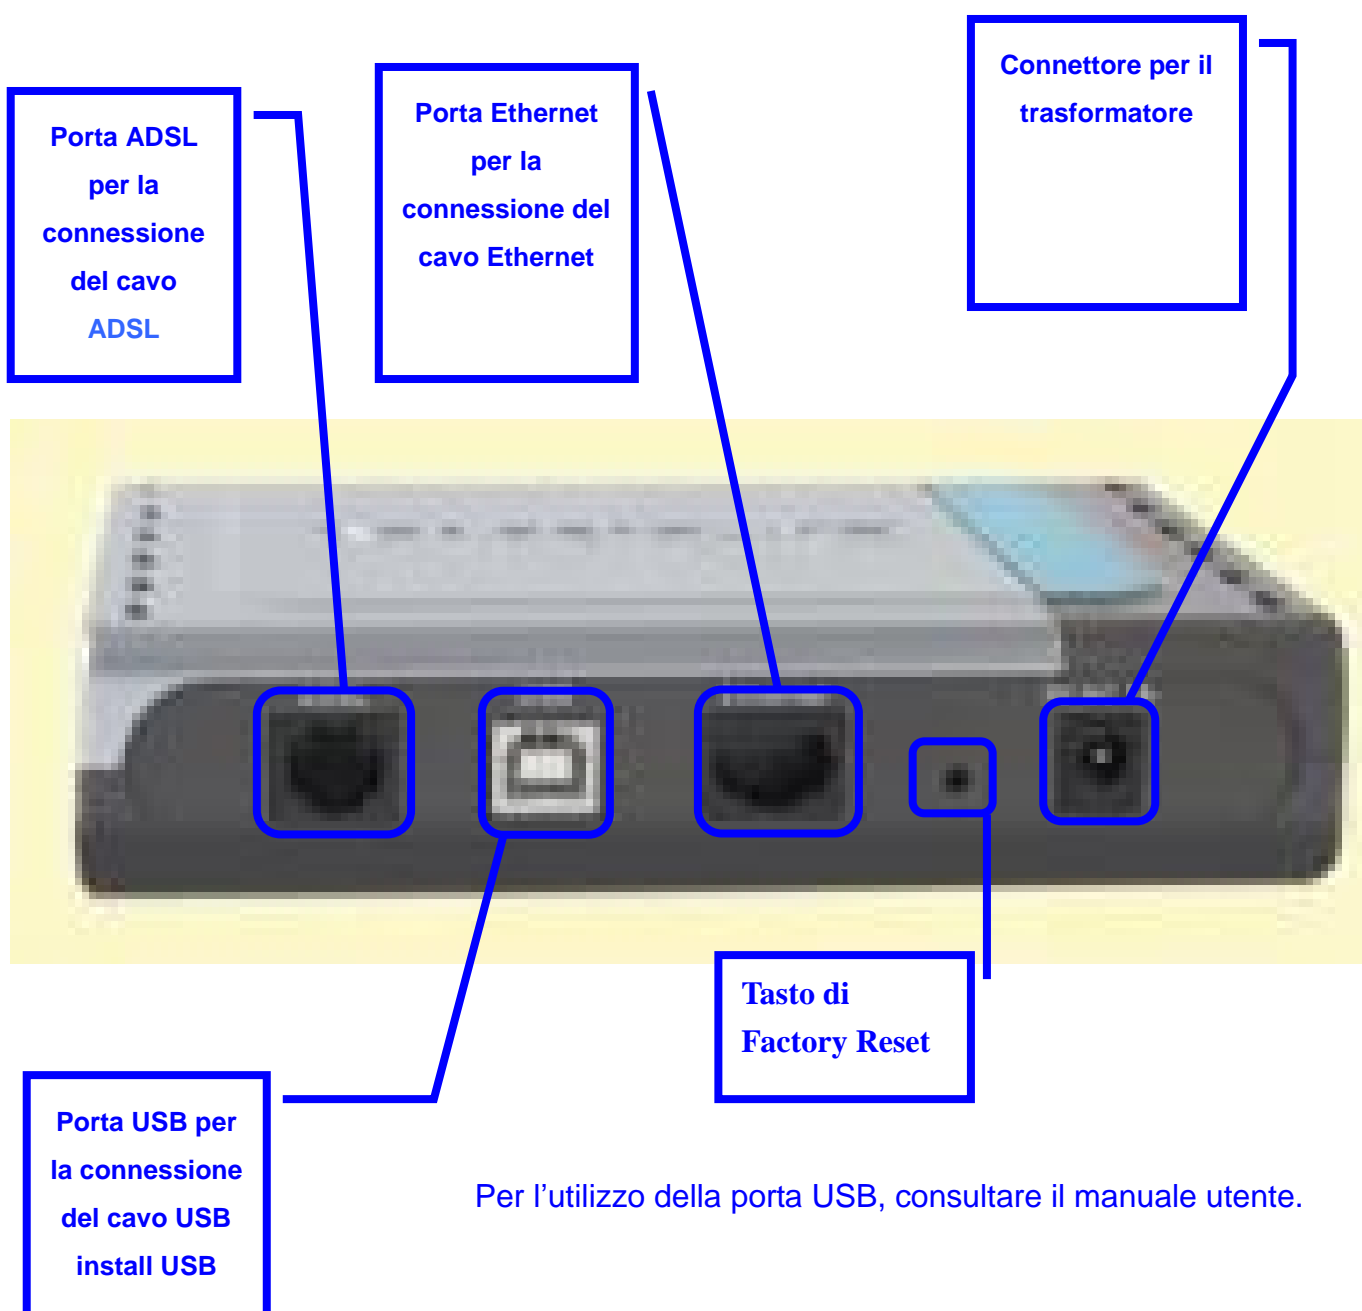 Connettore per il
trasformatore
Porta ADSL
per la
connessione
del cavo
ADSL
Porta Ethernet
per la
connessione del
cavo Ethernet
Tasto di
Factory Reset
Porta USB per
la connessione
del cavo USB
install USB
Per l’utilizzo della porta USB, consultare il manuale utente.